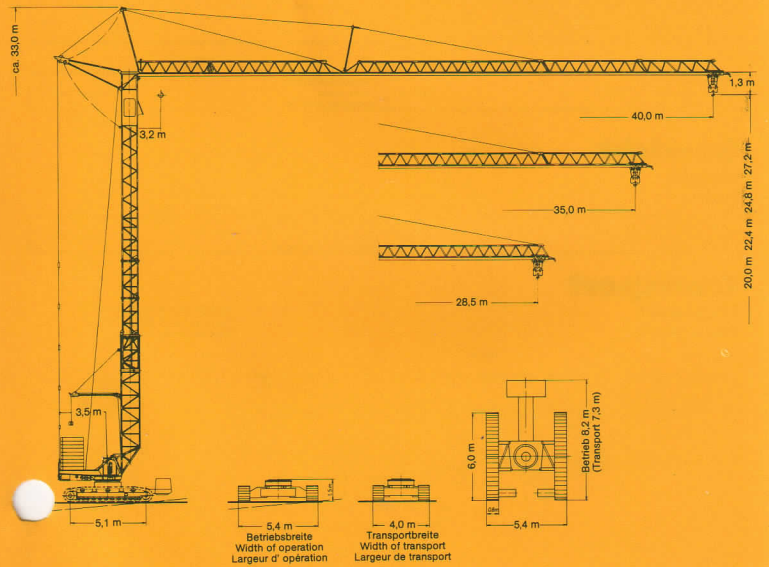 ca. 33,0 m
1,3 m
3,2 m
40,0 m
20,0 m 22,4 m 24,8 m 27,2 m
35,0 m
28,5 m
3,5 m
5,1 m
5,4 m
Betriebsbreite
Width of operation
Largeur d' opération
4,0 m
Transportbreite
Width of transport
Largeur de transport
6,0 m
Betrieb 8,2 m
(Transport 7,3 m)
5,4 m